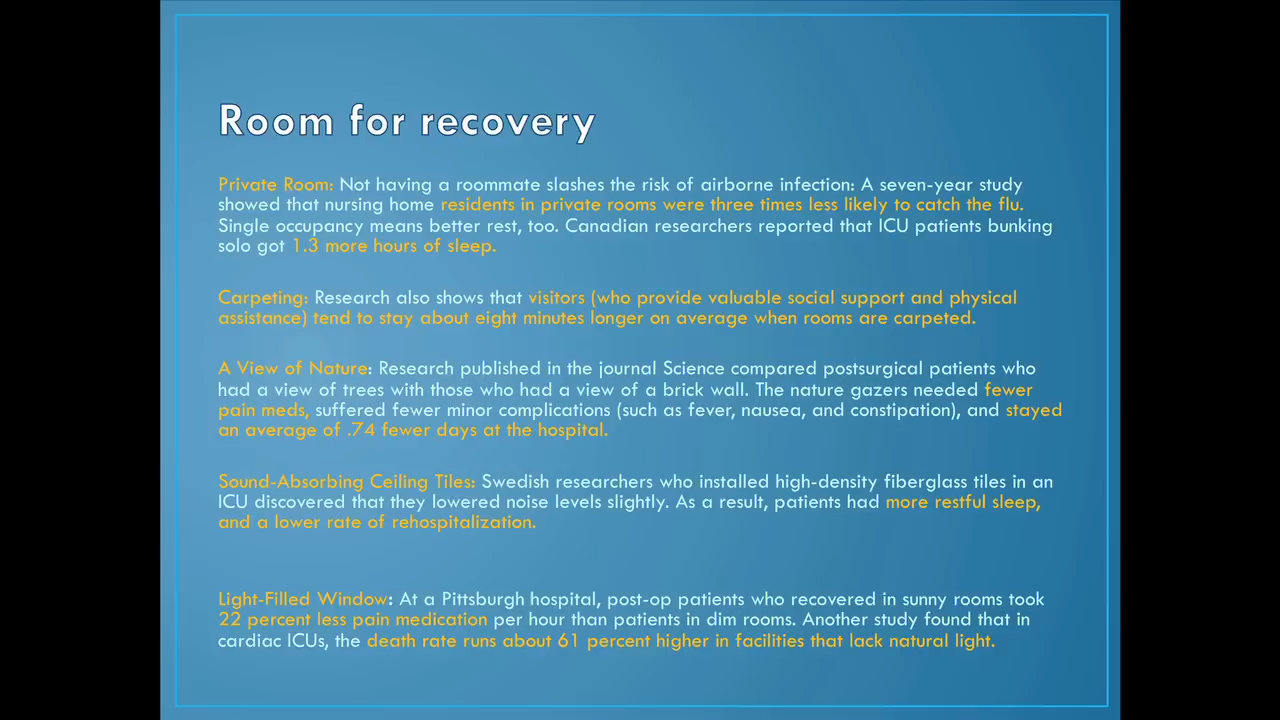 Room for recovery
Private Room: Not having a roommate slashes the risk of airborne infection: A seven-year study
showed that nursing home residents in private rooms were three times less likely to catch the flu.
Single occupancy means better rest, too. Canadian researchers reported that ICU patients bunking
solo got 1.3 more hours of sleep.
Carpeting: Research also shows that visitors (who provide valuable social support and physical
assistance) tend to stay about eight minutes longer on average when rooms are carpeted.
A View of Nature: Research published in the journal Science compared postsurgical patients who
had a view of trees with those who had a view of a brick wall. The nature gazers needed fewer
pain meds, suffered fewer minor complications (such as fever, nausea, and constipation), and stayed
an average of .74 fewer days at the hospital.
Sound-Absorbing Ceiling Tiles: Swedish researchers who installed high-density fiberglass tiles in an
ICU discovered that they lowered noise levels slightly. As a result, patients had more restful sleep,
and a lower rate of rehospitalization.
Light-Filled Window: At a Pittsburgh hospital, post-op patients who recovered in sunny rooms took
22 percent less pain medication per hour than patients in dim rooms. Another study found that in
cardiac ICUs, the death rate runs about 61 percent higher in facilities that lack natural light.